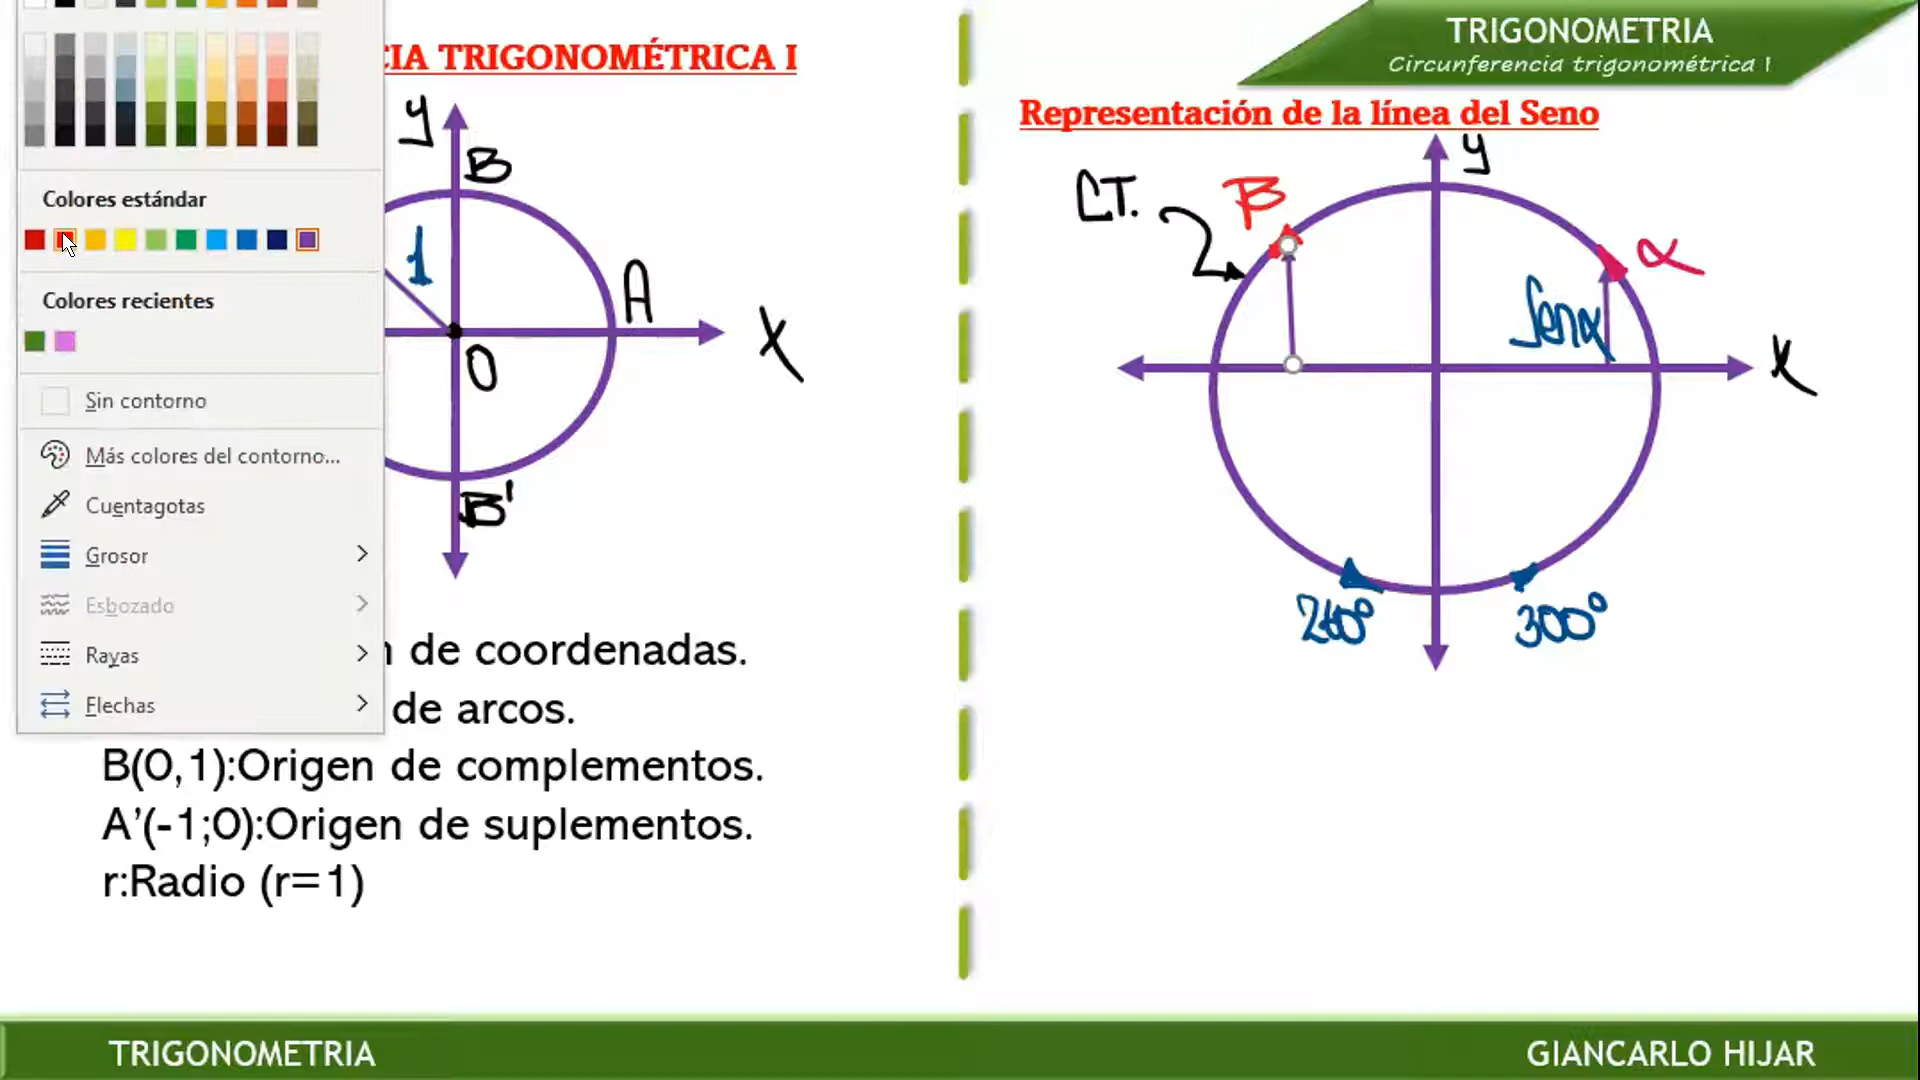 CIA TRIGONOMÉTRICA I
Colores estándar
Colores recientes
Sin contorno
Más colores del contorno...
Cuentagotas
Grosor
Esbozado
Rayas
Flechas
y
B
1
A
x
O
B'
de coordenadas.
de arcos.
B(0,1):Origen de complementos.
A’(-1;0):Origen de suplementos.
r:Radio (r=1)
TRIGONOMETRIA
Circunferencia trigonométrica I
Representación de la línea del Seno
y
C.T.
β
α
Senα
x
260°
300°
TRIGONOMETRIA
GIANCARLO HIJAR